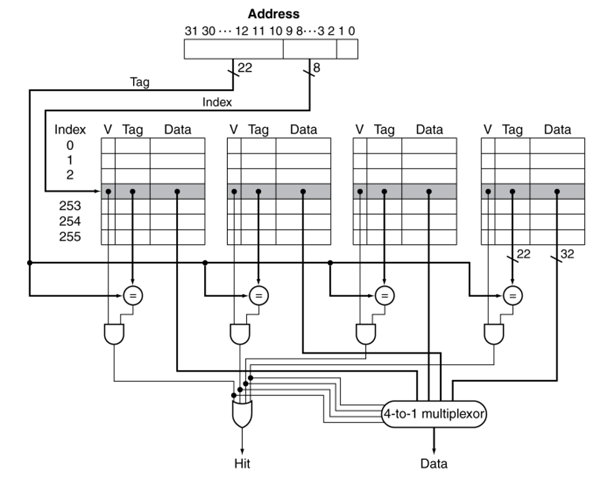 Address
31 30 ··· 12 11 10 9 8···3 2 1 0
22
8
Tag
Index
Index V Tag Data V Tag Data V Tag Data V Tag Data
0
1
2
253
254
255
22
32
= = = =
4-to-1 multiplexor
Hit
Data